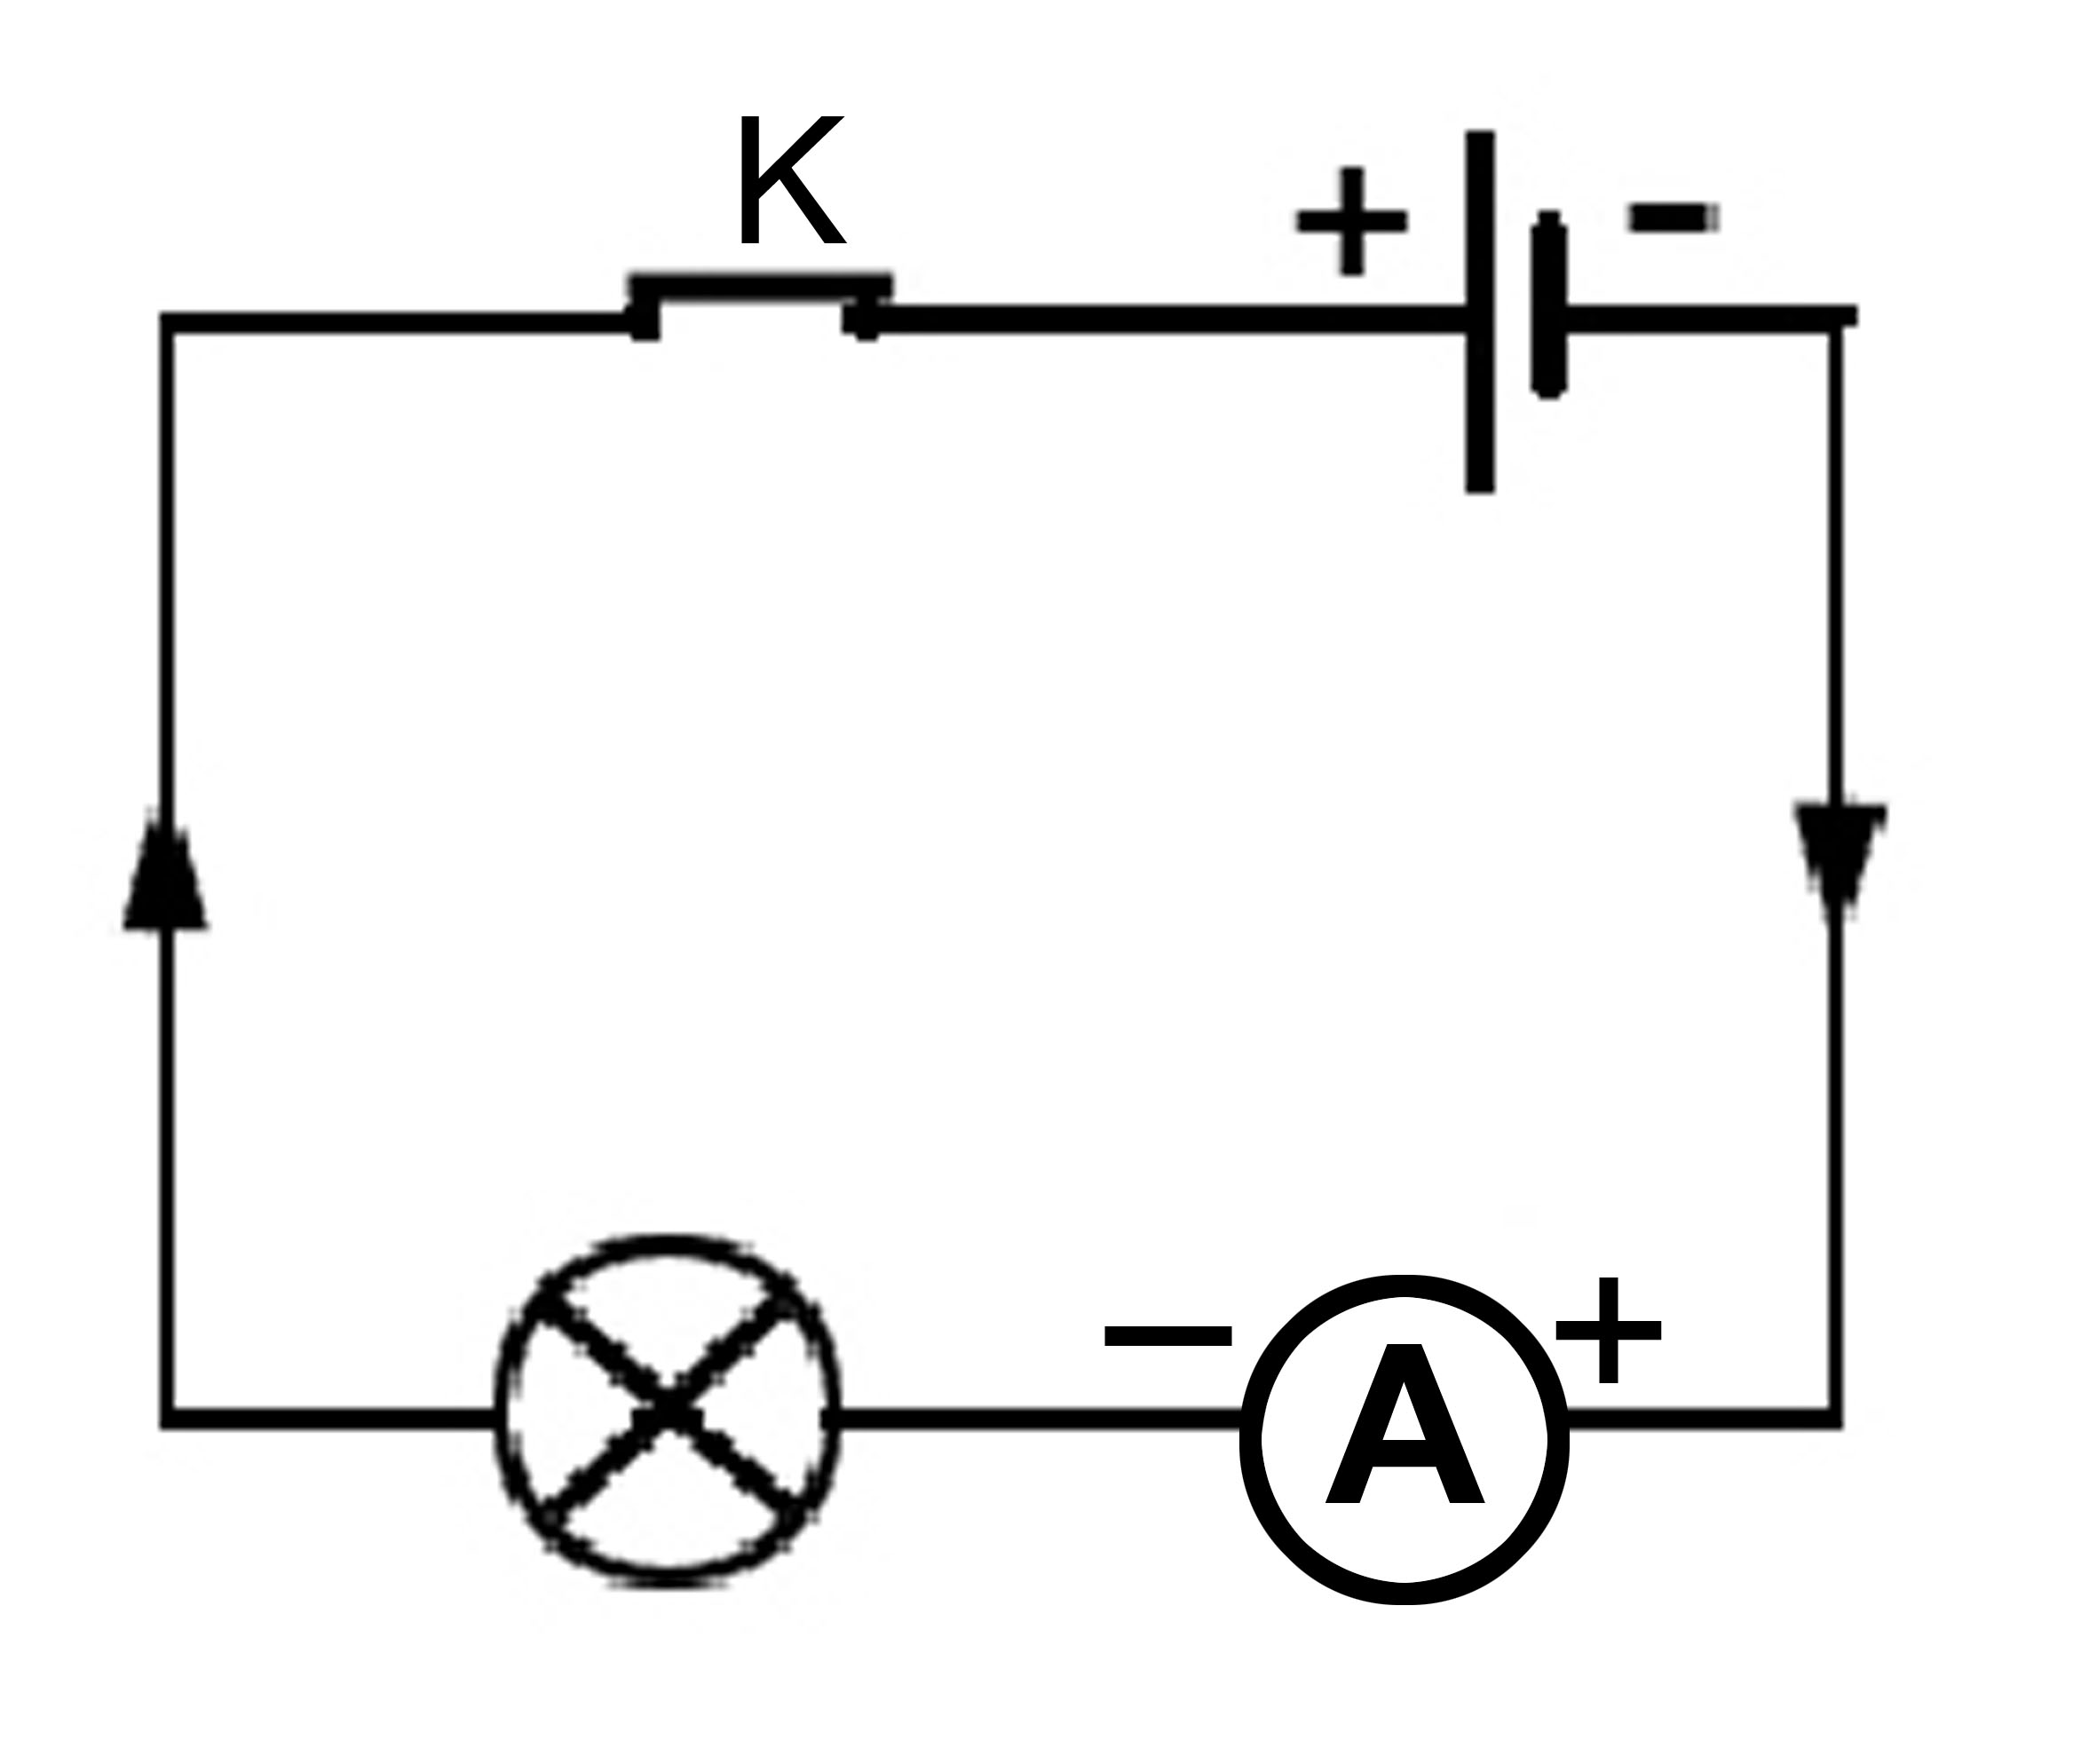 K
+ -
− A +